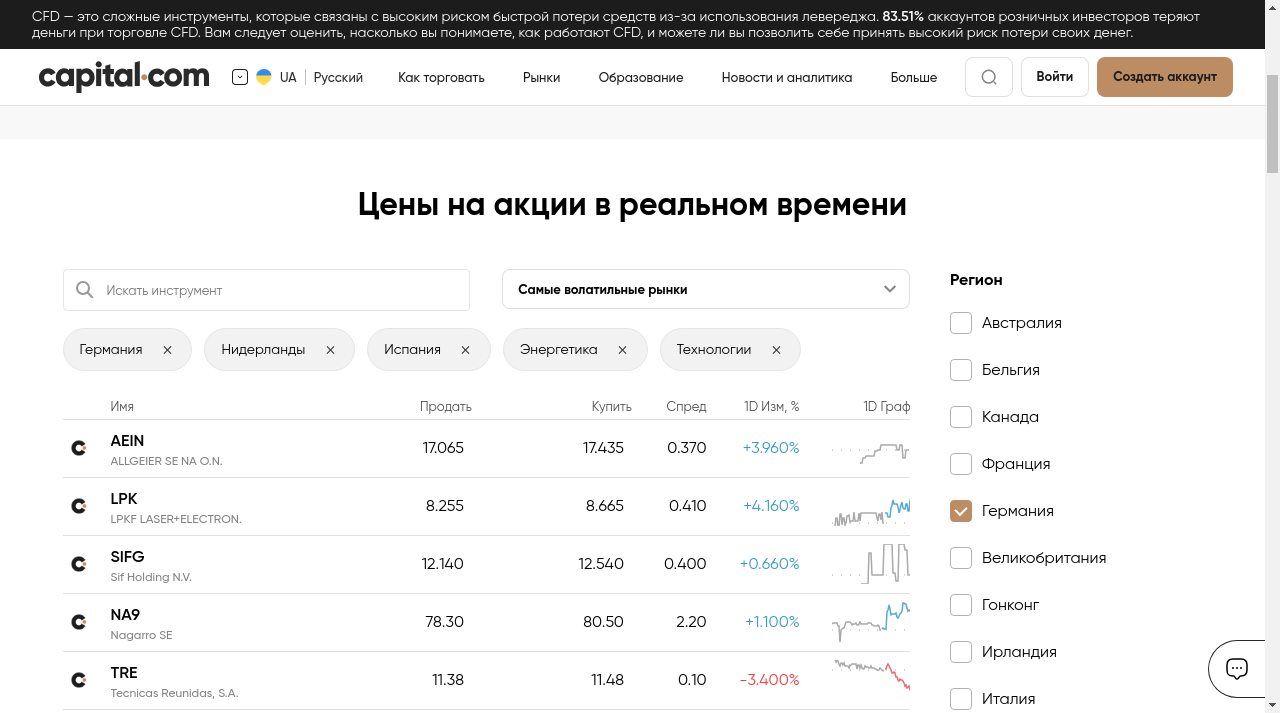 CFD — это сложные инструменты, которые связаны с высоким риском быстрой потери средств из-за использования левереджа. 83.51% аккаунтов розничных инвесторов теряют
деньги при торговле CFD. Вам следует оценить, насколько вы понимаете, как работают CFD, и можете ли вы позволить себе принять высокий риск потери своих денег.
capital.com UA Русский Как торговать Рынки Образование Новости и аналитика Больше Войти Создать аккаунт
Цены на акции в реальном времени
Искать инструмент
Самые волатильные рынки
Германия Нидерланды Испания Энергетика Технологии
Имя Продать Купить Спред 1D Изм, % 1D Граф
AEIN 17.065 17.435 0.370 +3.960%
ALLGEIER SE NA O.N.
LPK 8.255 8.665 0.410 +4.160%
LPKF LASER+ELECTRON.
SIFG 12.140 12.540 0.400 +0.660%
Sif Holding N.V.
NA9 78.30 80.50 2.20 +1.100%
Nagarro SE
TRE 11.38 11.48 0.10 -3.400%
Tecnicas Reunidas, S.A.
Регион
Австралия
Бельгия
Канада
Франция
Германия
Великобритания
Гонконг
Ирландия
Италия